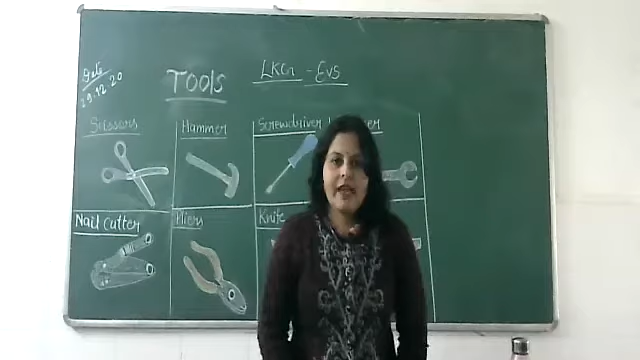 Date
29.12.20
Tools
LKG - EVS
Scissors
Hammer
Screwdriver
Nail Cutter
Pliers
Knife